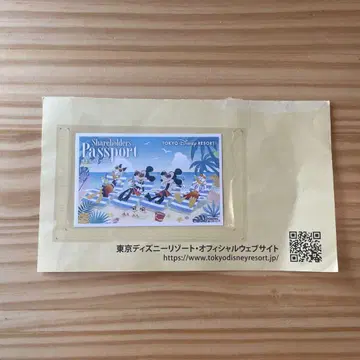 Shareholder's
Passport
TOKYO Disney RESORT
東京ディズニーリゾート・オフィシャルウェブサイト
https://www.tokyodisneyresort.jp/